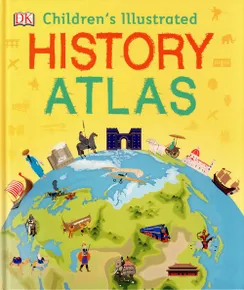 DK
Children's Illustrated
HISTORY
ATLAS